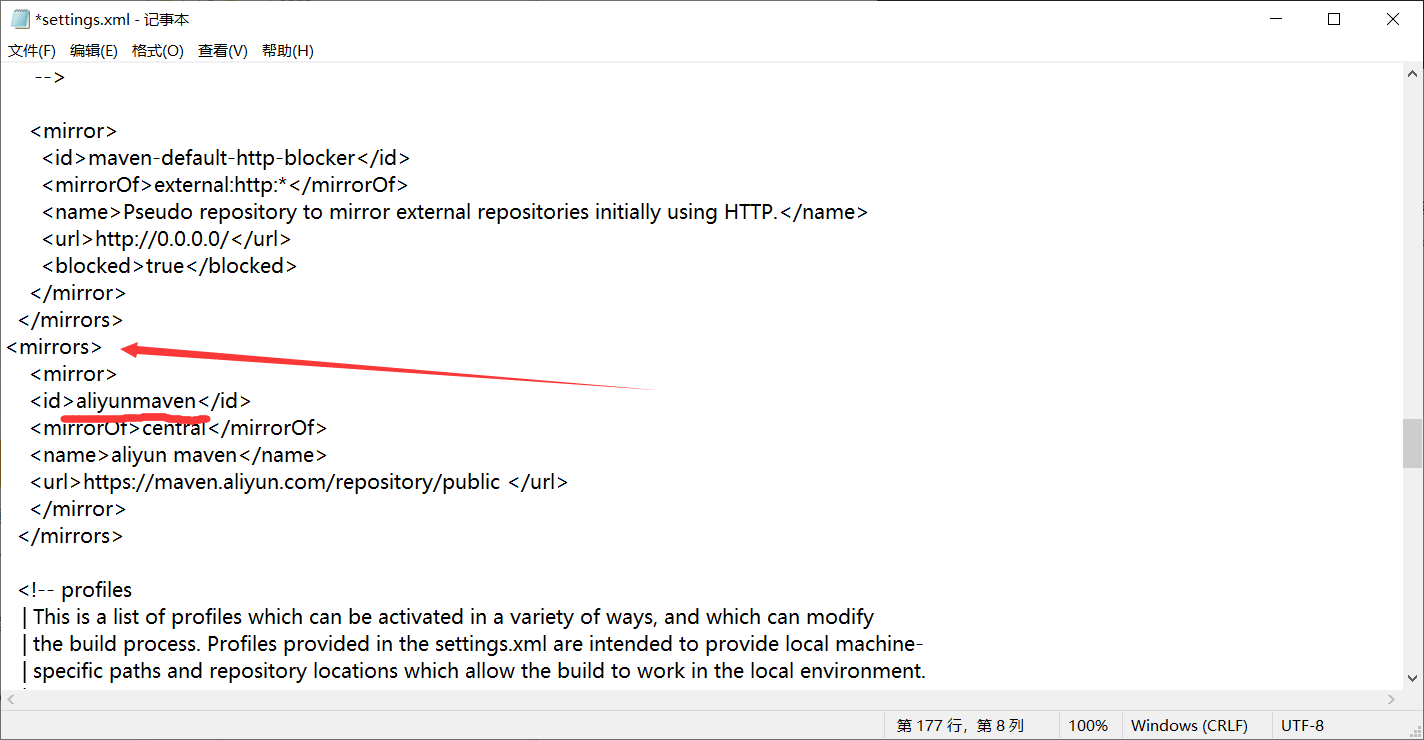 *settings.xml - 记事本
文件(F) 编辑(E) 格式(O) 查看(V) 帮助(H)
-->
<mirror>
<id>maven-default-http-blocker</id>
<mirrorOf>external:http:*</mirrorOf>
<name>Pseudo repository to mirror external repositories initially using HTTP.</name>
<url>http://0.0.0.0/</url>
<blocked>true</blocked>
</mirror>
</mirrors>
<mirrors>
<mirror>
<id>aliyunmaven</id>
<mirrorOf>central</mirrorOf>
<name>aliyun maven</name>
<url>https://maven.aliyun.com/repository/public </url>
</mirror>
</mirrors>
<!-- profiles
| This is a list of profiles which can be activated in a variety of ways, and which can modify
| the build process. Profiles provided in the settings.xml are intended to provide local machine-
| specific paths and repository locations which allow the build to work in the local environment.
第 177 行，第 8 列 100% Windows (CRLF) UTF-8